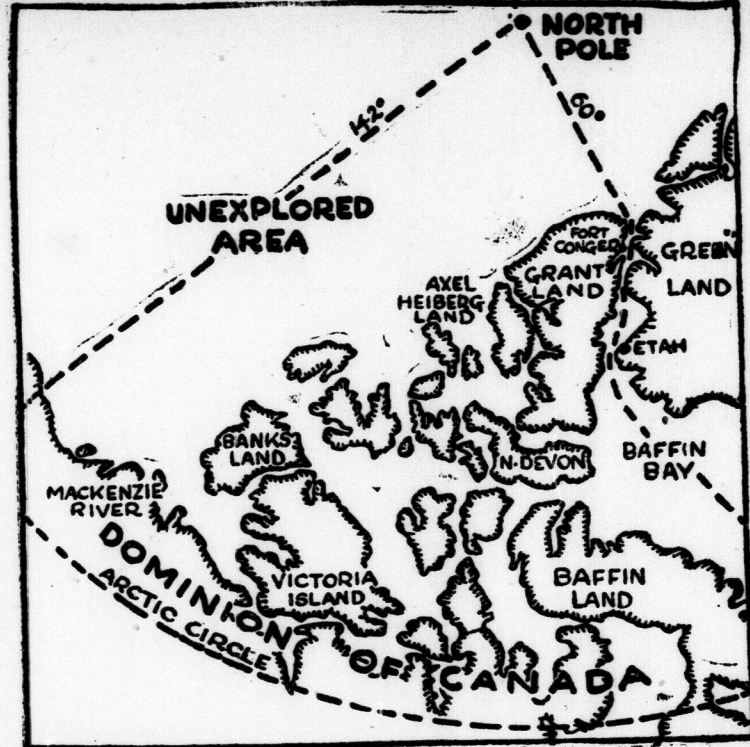 NORTH
POLE
142°
60°
UNEXPLORED
AREA
FORT
CONGER
GRANT
LAND
GREEN
LAND
AXEL
HEIBERG
LAND
ETAH
BANKS
LAND
N. DEVON
BAFFIN
BAY
MACKENZIE
RIVER
VICTORIA
ISLAND
BAFFIN
LAND
DOMINION OF CANADA
ARCTIC CIRCLE